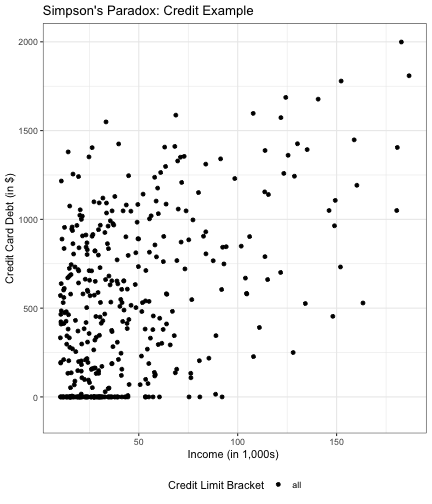 Simpson's Paradox: Credit Example
2000
1500
1000
500
0
Credit Card Debt (in $)
50
100
150
Income (in 1,000s)
Credit Limit Bracket
all